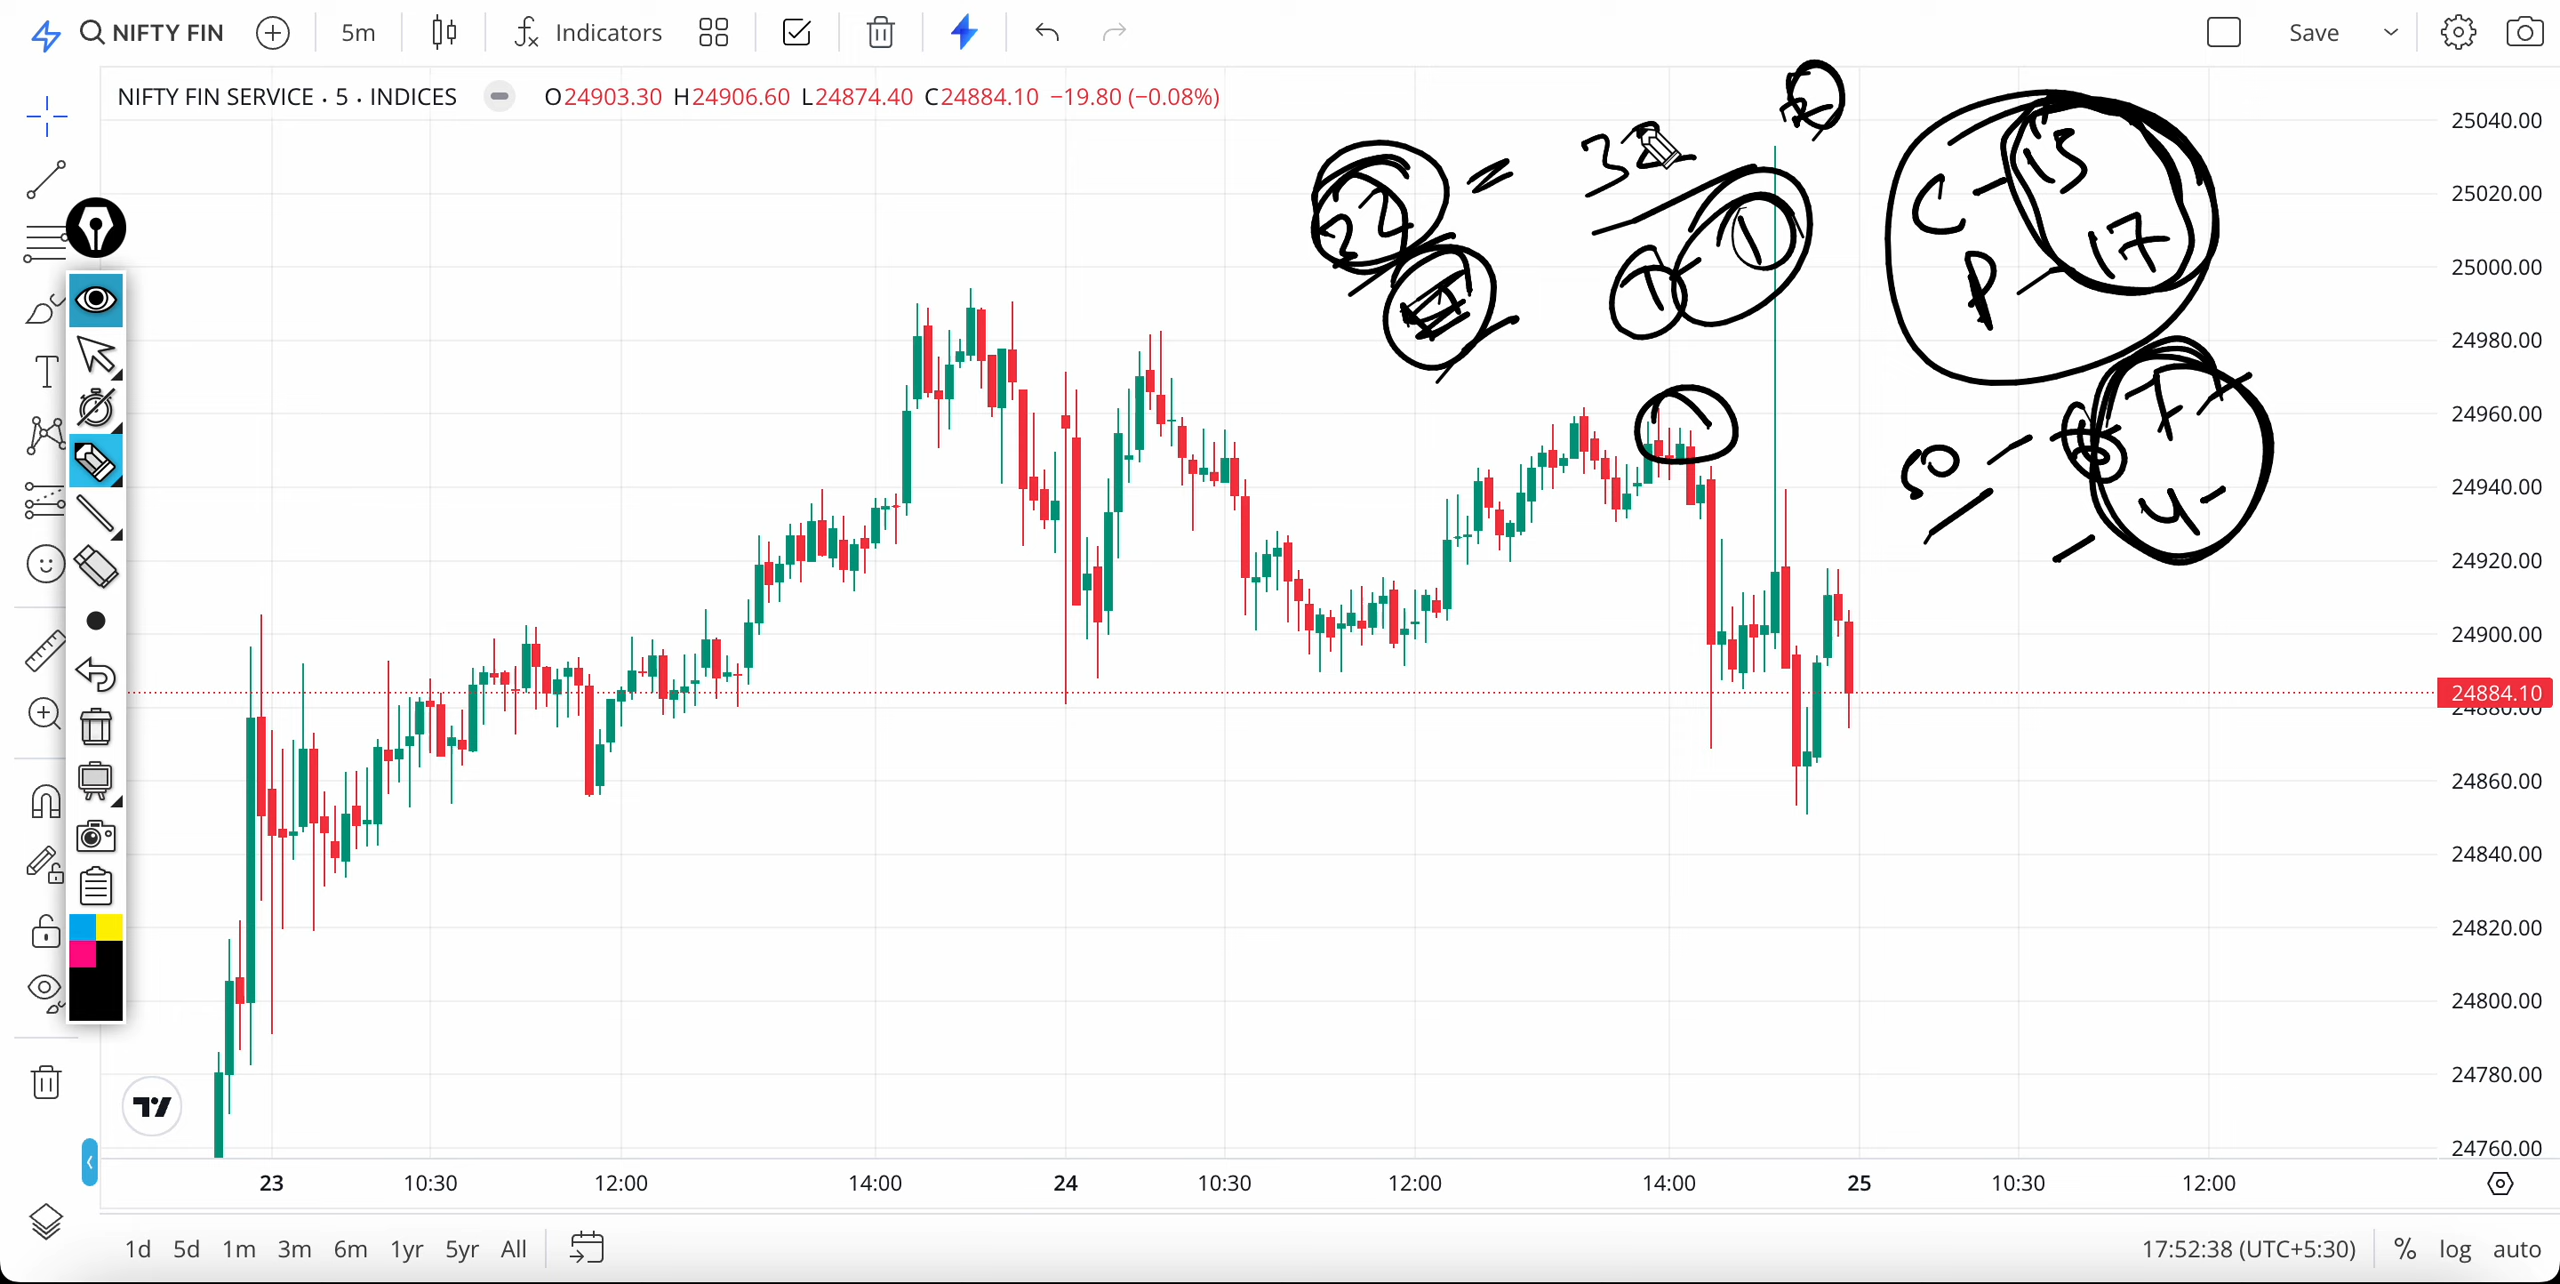 NIFTY FIN 5m Indicators Save
NIFTY FIN SERVICE · 5 · INDICES O24903.30 H24906.60 L24874.40 C24884.10 −19.80 (−0.08%)
T
22 = 32
C - 15
P - 17
T - 1
50 -
25040.00
25020.00
25000.00
24980.00
24960.00
24940.00
24920.00
24900.00
24884.10
24880.00
24860.00
24840.00
24820.00
24800.00
24780.00
24760.00
23 10:30 12:00 14:00 24 10:30 12:00 14:00 25 10:30 12:00
1d 5d 1m 3m 6m 1yr 5yr All 17:52:38 (UTC+5:30) % log auto